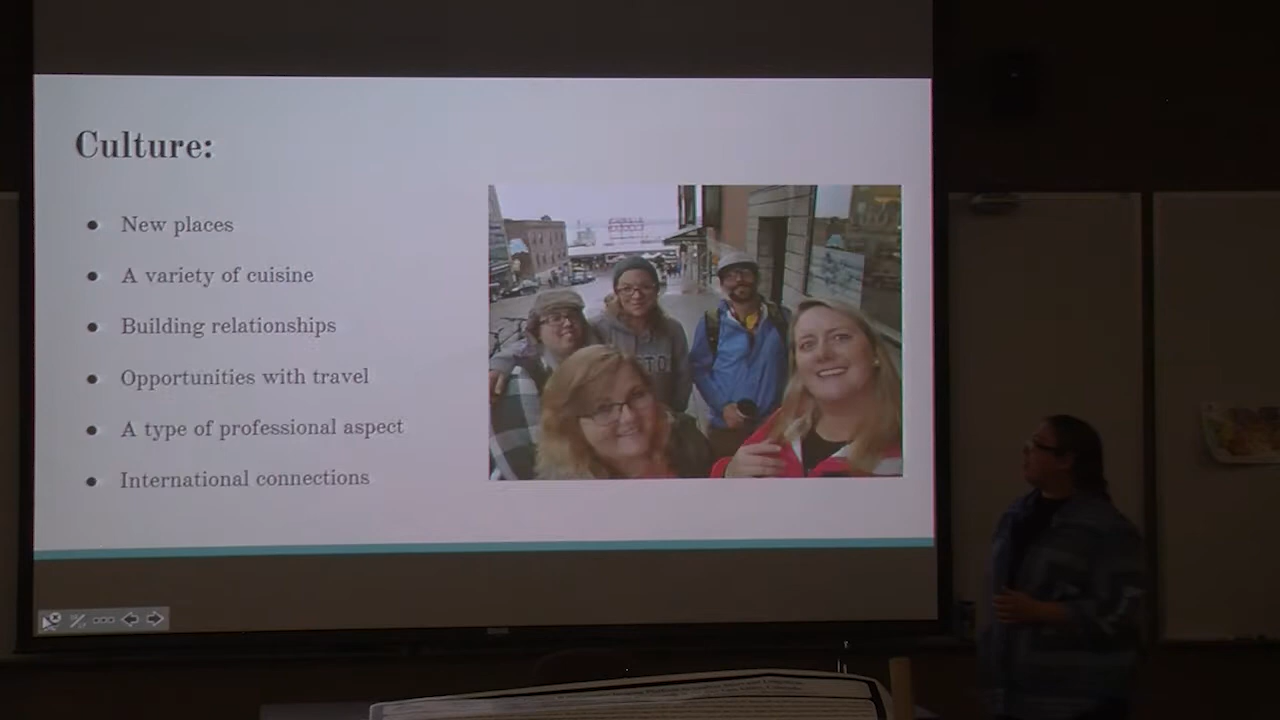 Culture:
New places
A variety of cuisine
Building relationships
Opportunities with travel
A type of professional aspect
International connections